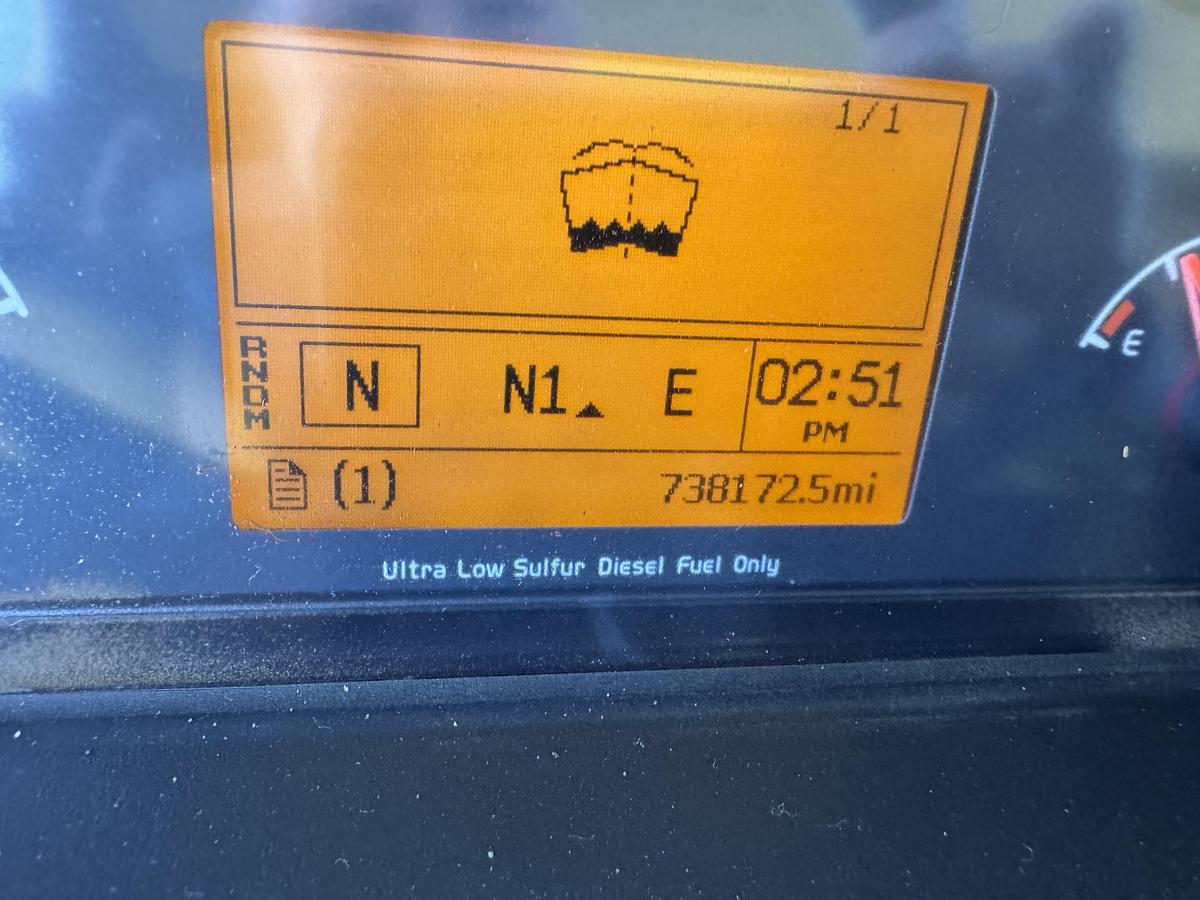 1/1
RNDM N N1 E 02:51
PM
(1) 738172.5mi
E
Ultra Low Sulfur Diesel Fuel Only